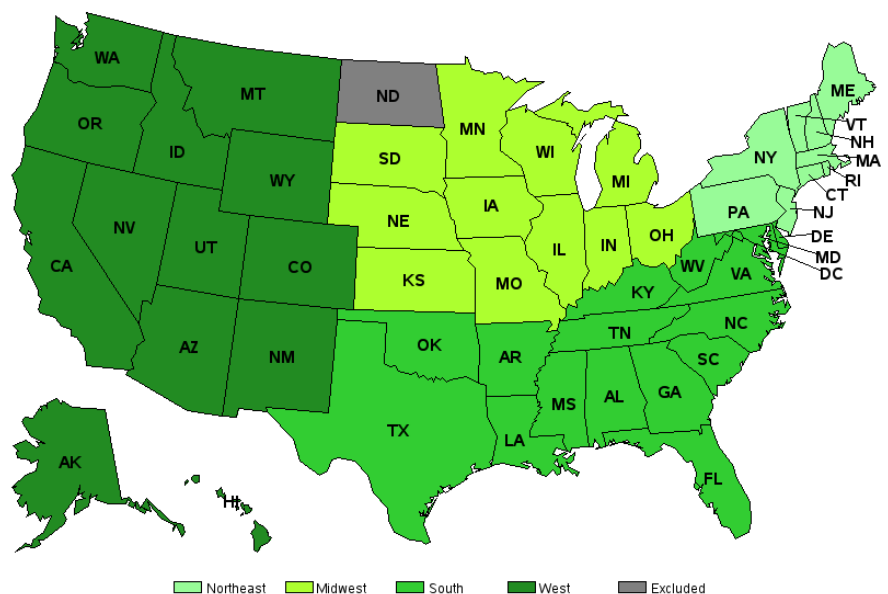 WA
MT
ND
ME
OR
MN
VT
ID
SD
WI
NY
NH
MA
WY
MI
RI
CT
NE
IA
PA
NJ
NV
UT
OH
DE
CA
CO
IL
IN
MD
KS
MO
WV
VA
DC
KY
NC
AZ
NM
OK
AR
TN
SC
TX
MS
AL
GA
LA
AK
FL
HI
Northeast Midwest South West Excluded